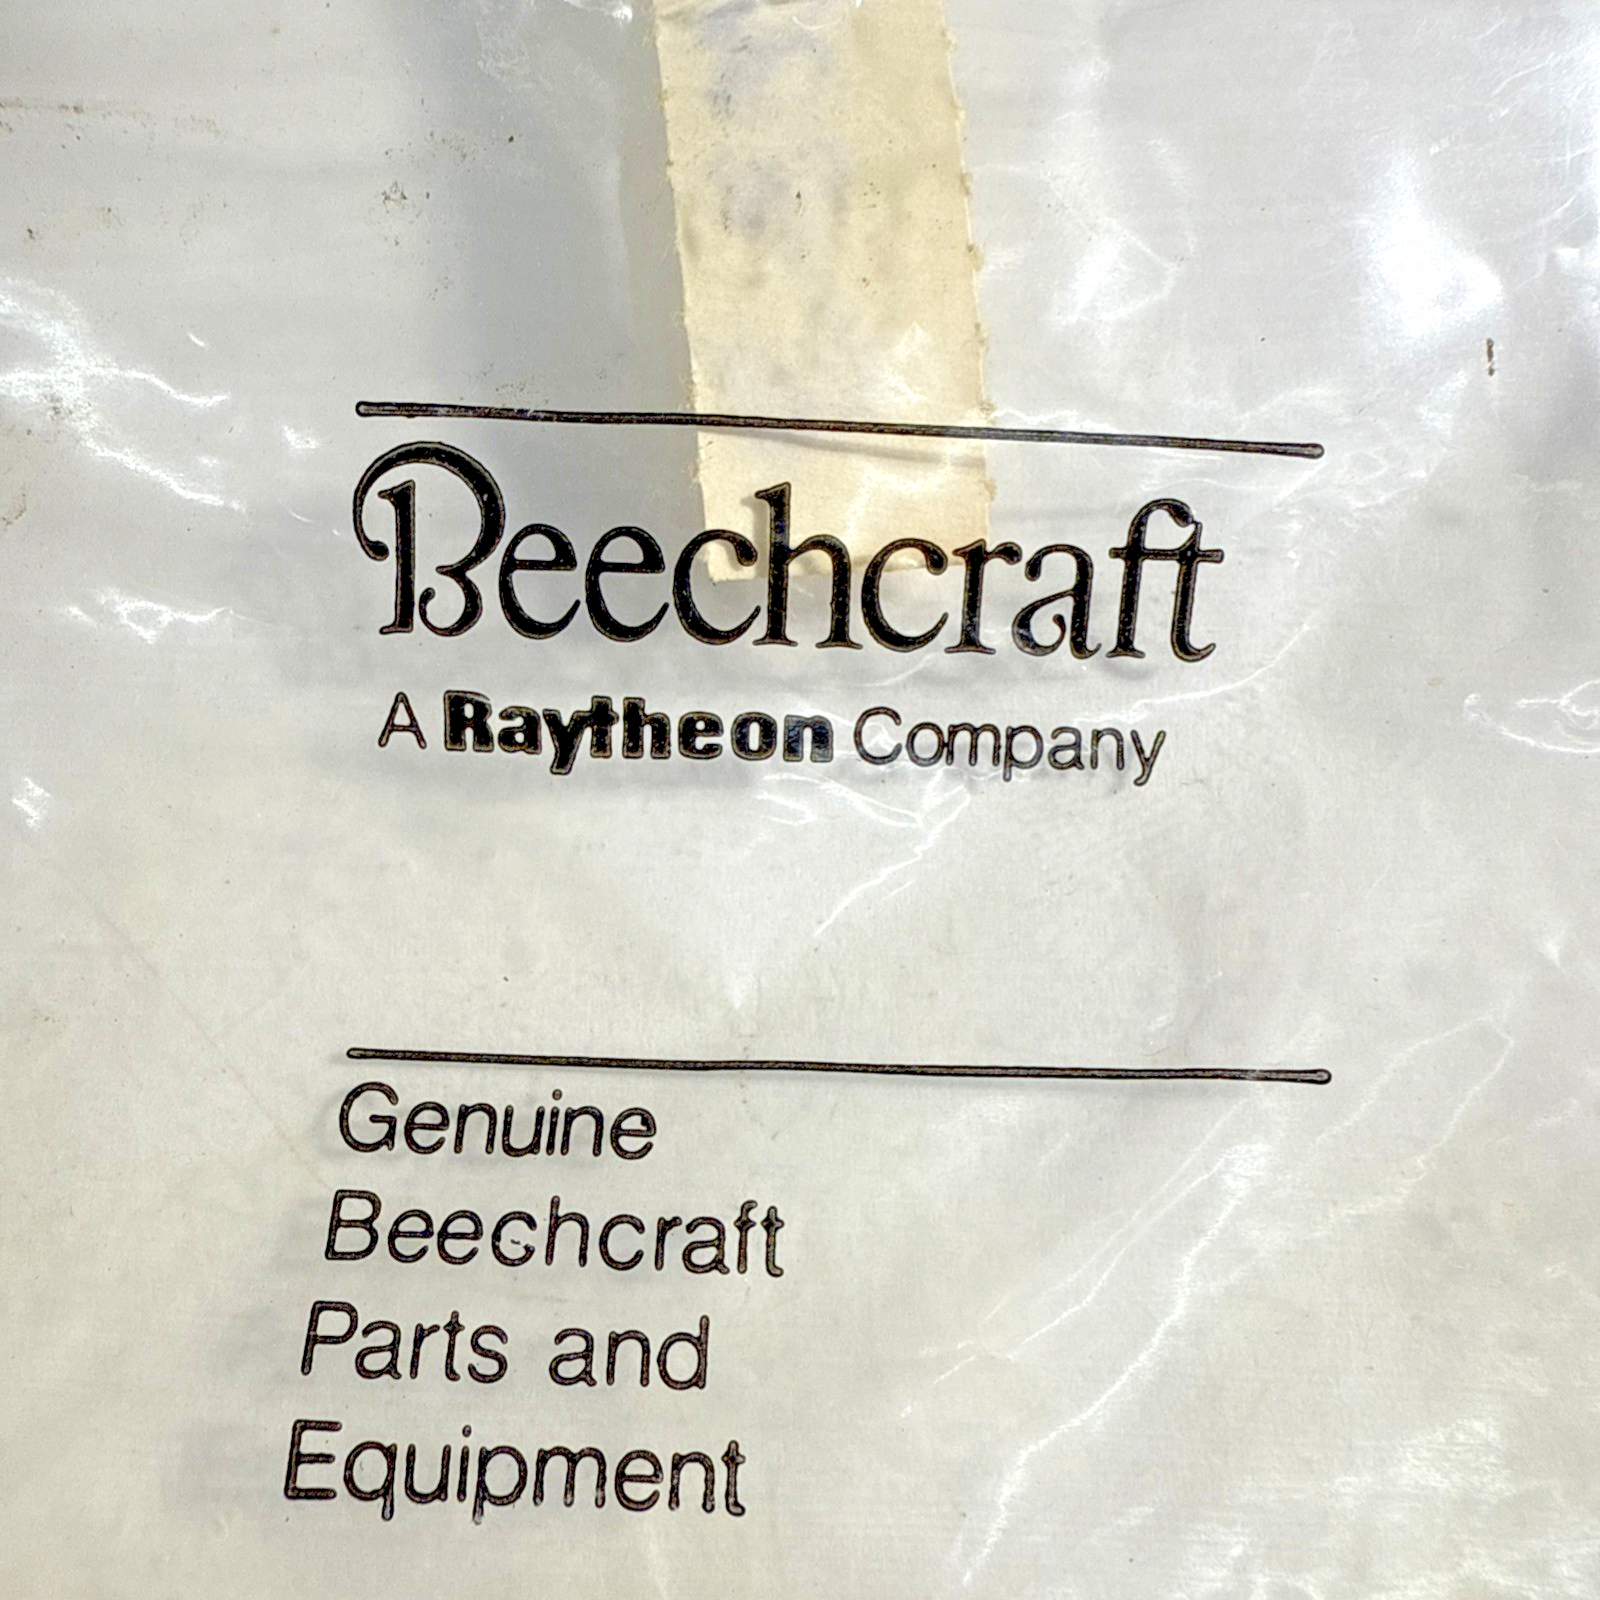 Beechcraft
A Raytheon Company
Genuine
Beechcraft
Parts and
Equipment